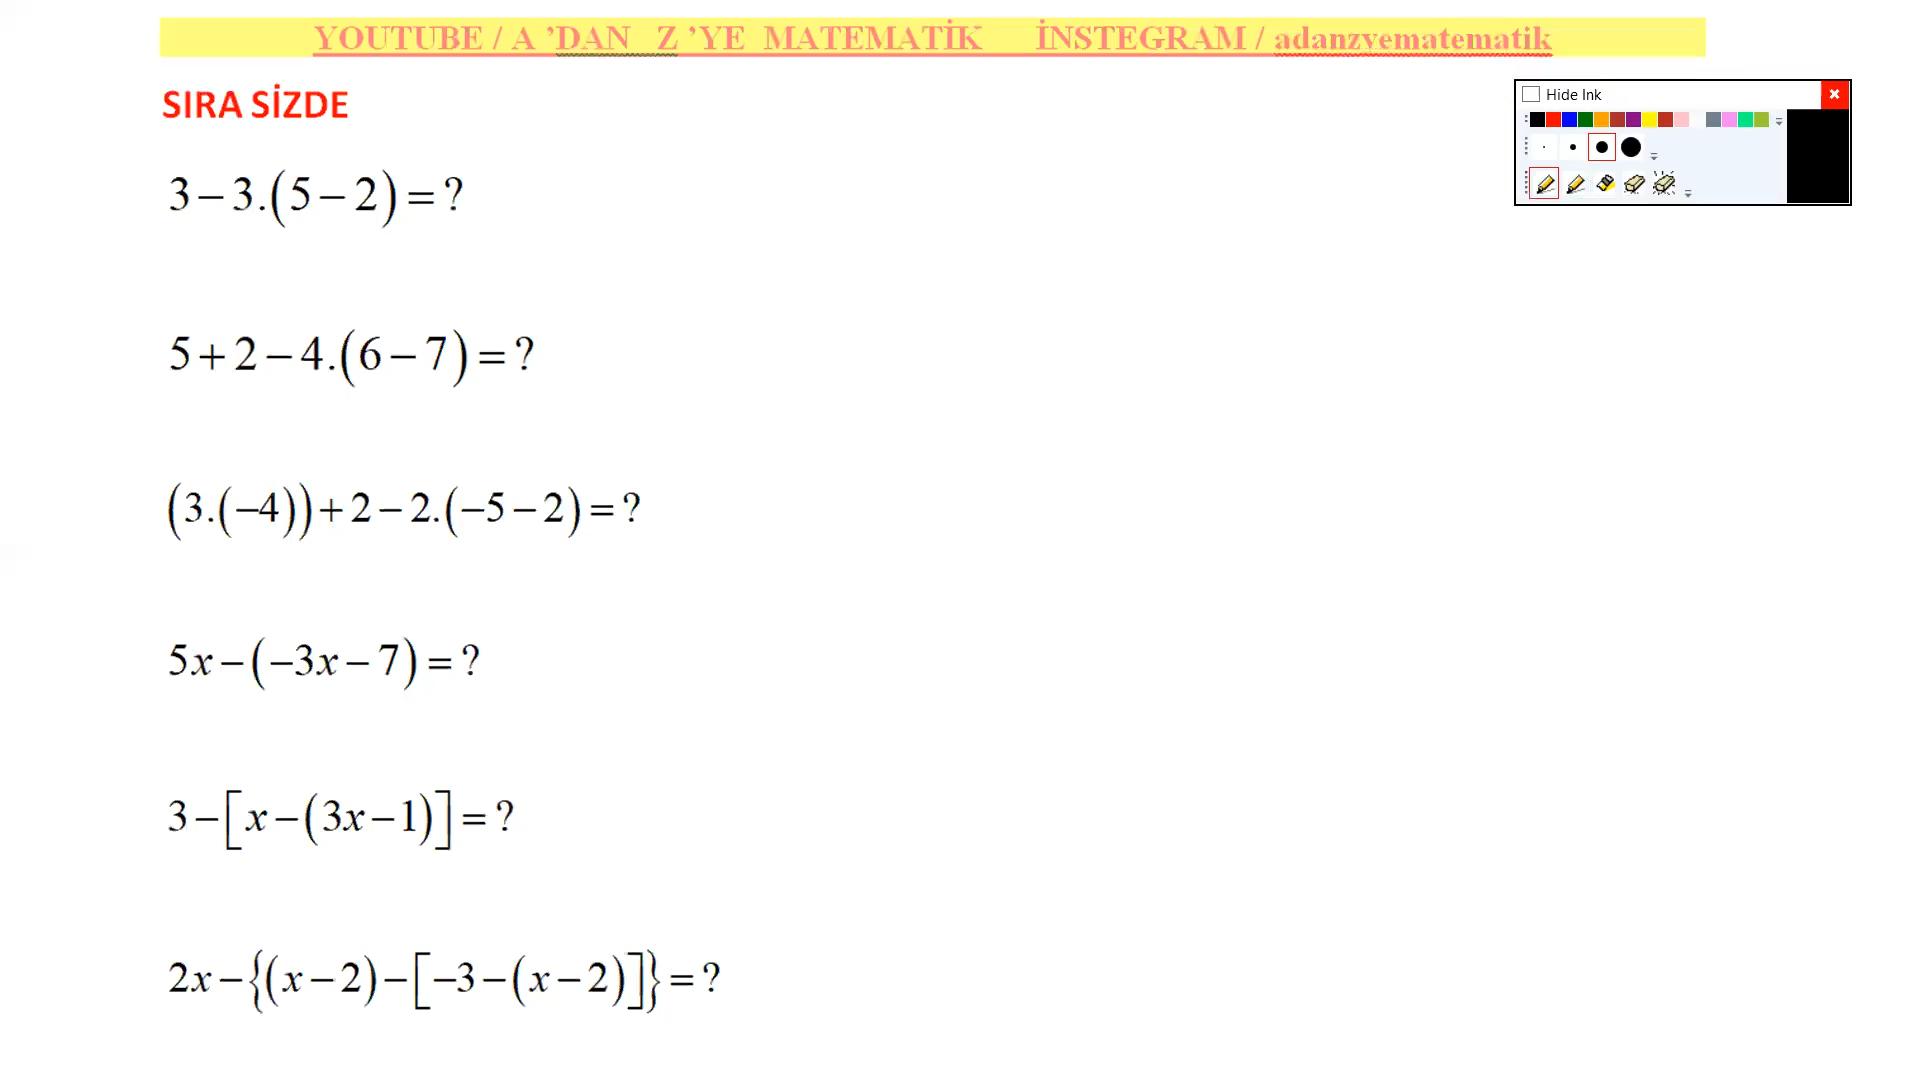 YOUTUBE / A ’DAN Z ’YE MATEMATİK İNSTEGRAM / adanzyematematik
SIRA SİZDE
Hide Ink
3−3.(5−2)=?
5+2−4.(6−7)=?
(3.(−4))+2−2.(−5−2)=?
5x−(−3x−7)=?
3−[x−(3x−1)]=?
2x−{(x−2)−[−3−(x−2)]}=?